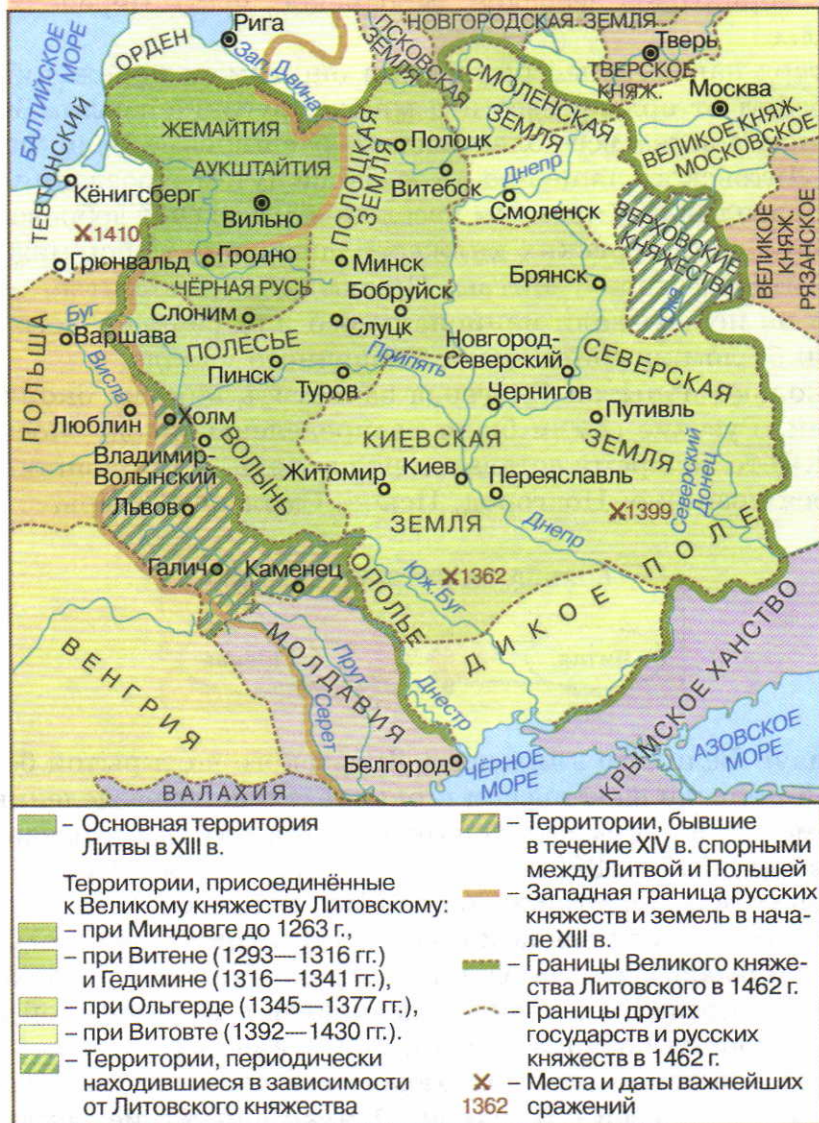 НОВГОРОДСКАЯ ЗЕМЛЯ
Рига
ОРДЕН
Зап. Двина
ПСКОВСКАЯ
ЗЕМЛЯ
Тверь
ТВЕРСКОЕ
КНЯЖ.
БАЛТИЙСКОЕ
МОРЕ
СМОЛЕНСКАЯ
ЗЕМЛЯ
Москва
ВЕЛИКОЕ КНЯЖ.
МОСКОВСКОЕ
ЖЕМАЙТИЯ
АУКШТАЙТИЯ
Вильно
ПОЛОЦКАЯ
ЗЕМЛЯ
Полоцк
Витебск
Днепр
Смоленск
ТЕВТОНСКИЙ
Кёнигсберг
1410
Грюнвальд
Гродно
Минск
ВЕРХОВСКИЕ
КНЯЖЕСТВА
ВЕЛИКОЕ
КНЯЖ.
РЯЗАНСКОЕ
Брянск
Ока
ЧЁРНАЯ РУСЬ
Бобруйск
Слоним
Слуцк
ПОЛЬША
Буг
Варшава
Висла
ПОЛЕСЬЕ
Пинск
Припять
Туров
Новгород-
Северский
СЕВЕРСКАЯ
ЗЕМЛЯ
Чернигов
Путивль
Люблин
Холм
Владимир-
Волынский
ВОЛЫНЬ
КИЕВСКАЯ
ЗЕМЛЯ
Житомир
Киев
Переяславль
Северский
Донец
Львов
1399
Днепр
Галич
Каменец
ОПОЛЬЕ
Юж. Буг
1362
ДИКОЕ ПОЛЕ
ВЕНГРИЯ
МОЛДАВИЯ
Прут
Серет
Днестр
Белгород
ЧЁРНОЕ
МОРЕ
КРЫМСКОЕ ХАНСТВО
АЗОВСКОЕ
МОРЕ
ВАЛАХИЯ
– Основная территория
Литвы в XIII в.
Территории, присоединённые
к Великому княжеству Литовскому:
– при Миндовге до 1263 г.,
– при Витене (1293—1316 гг.)
и Гедимине (1316—1341 гг.),
– при Ольгерде (1345—1377 гг.),
– при Витовте (1392—1430 гг.).
– Территории, периодически
находившиеся в зависимости
от Литовского княжества
– Территории, бывшие
в течение XIV в. спорными
между Литвой и Польшей
– Западная граница русских
княжеств и земель в нача-
ле XIII в.
– Границы Великого княже-
ства Литовского в 1462 г.
– Границы других
государств и русских
княжеств в 1462 г.
– Места и даты важнейших
1362 сражений